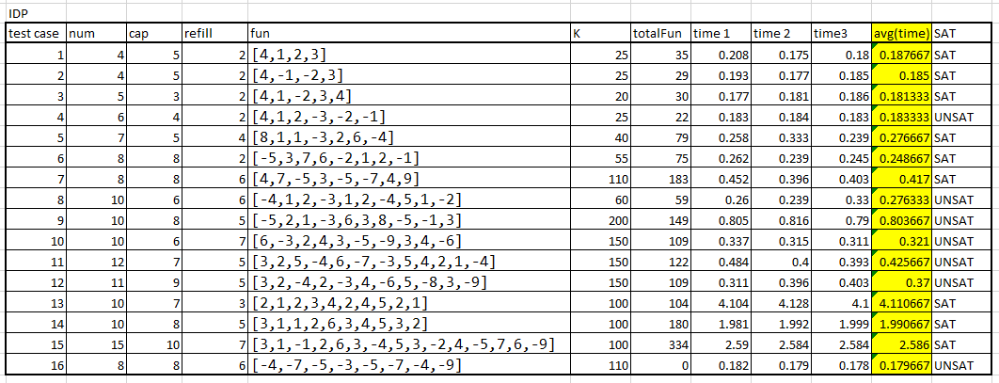 IDP
test case num cap refill fun K totalFun time 1 time 2 time3 avg(time) SAT
1 4 5 2 [4,1,2,3] 25 35 0.208 0.175 0.18 0.187667 SAT
2 4 5 2 [4,-1,-2,3] 25 29 0.193 0.177 0.185 0.185 SAT
3 5 3 2 [4,1,-2,3,4] 20 30 0.177 0.181 0.186 0.181333 SAT
4 6 4 2 [4,1,2,-3,-2,-1] 25 22 0.183 0.184 0.183 0.183333 UNSAT
5 7 5 4 [8,1,1,-3,2,6,-4] 40 79 0.258 0.333 0.239 0.276667 SAT
6 8 8 2 [-5,3,7,6,-2,1,2,-1] 55 75 0.262 0.239 0.245 0.248667 SAT
7 8 8 6 [4,7,-5,3,-5,-7,4,9] 110 183 0.452 0.396 0.403 0.417 SAT
8 10 6 6 [-4,1,2,-3,1,2,-4,5,1,-2] 60 59 0.26 0.239 0.33 0.276333 UNSAT
9 10 8 5 [-5,2,1,-3,6,3,8,-5,-1,3] 200 149 0.805 0.816 0.79 0.803667 UNSAT
10 10 6 7 [6,-3,2,4,3,-5,-9,3,4,-6] 150 109 0.337 0.315 0.311 0.321 UNSAT
11 12 7 5 [3,2,5,-4,6,-7,-3,5,4,2,1,-4] 150 122 0.484 0.4 0.393 0.425667 UNSAT
12 11 9 5 [3,2,-4,2,-3,4,-6,5,-8,3,-9] 150 109 0.311 0.396 0.403 0.37 UNSAT
13 10 7 3 [2,1,2,3,4,2,4,5,2,1] 100 104 4.104 4.128 4.1 4.110667 SAT
14 10 8 5 [3,1,1,2,6,3,4,5,3,2] 100 180 1.981 1.992 1.999 1.990667 SAT
15 15 10 7 [3,1,-1,2,6,3,-4,5,3,-2,4,-5,7,6,-9] 100 334 2.59 2.584 2.584 2.586 SAT
16 8 8 6 [-4,-7,-5,-3,-5,-7,-4,-9] 110 0 0.182 0.179 0.178 0.179667 UNSAT